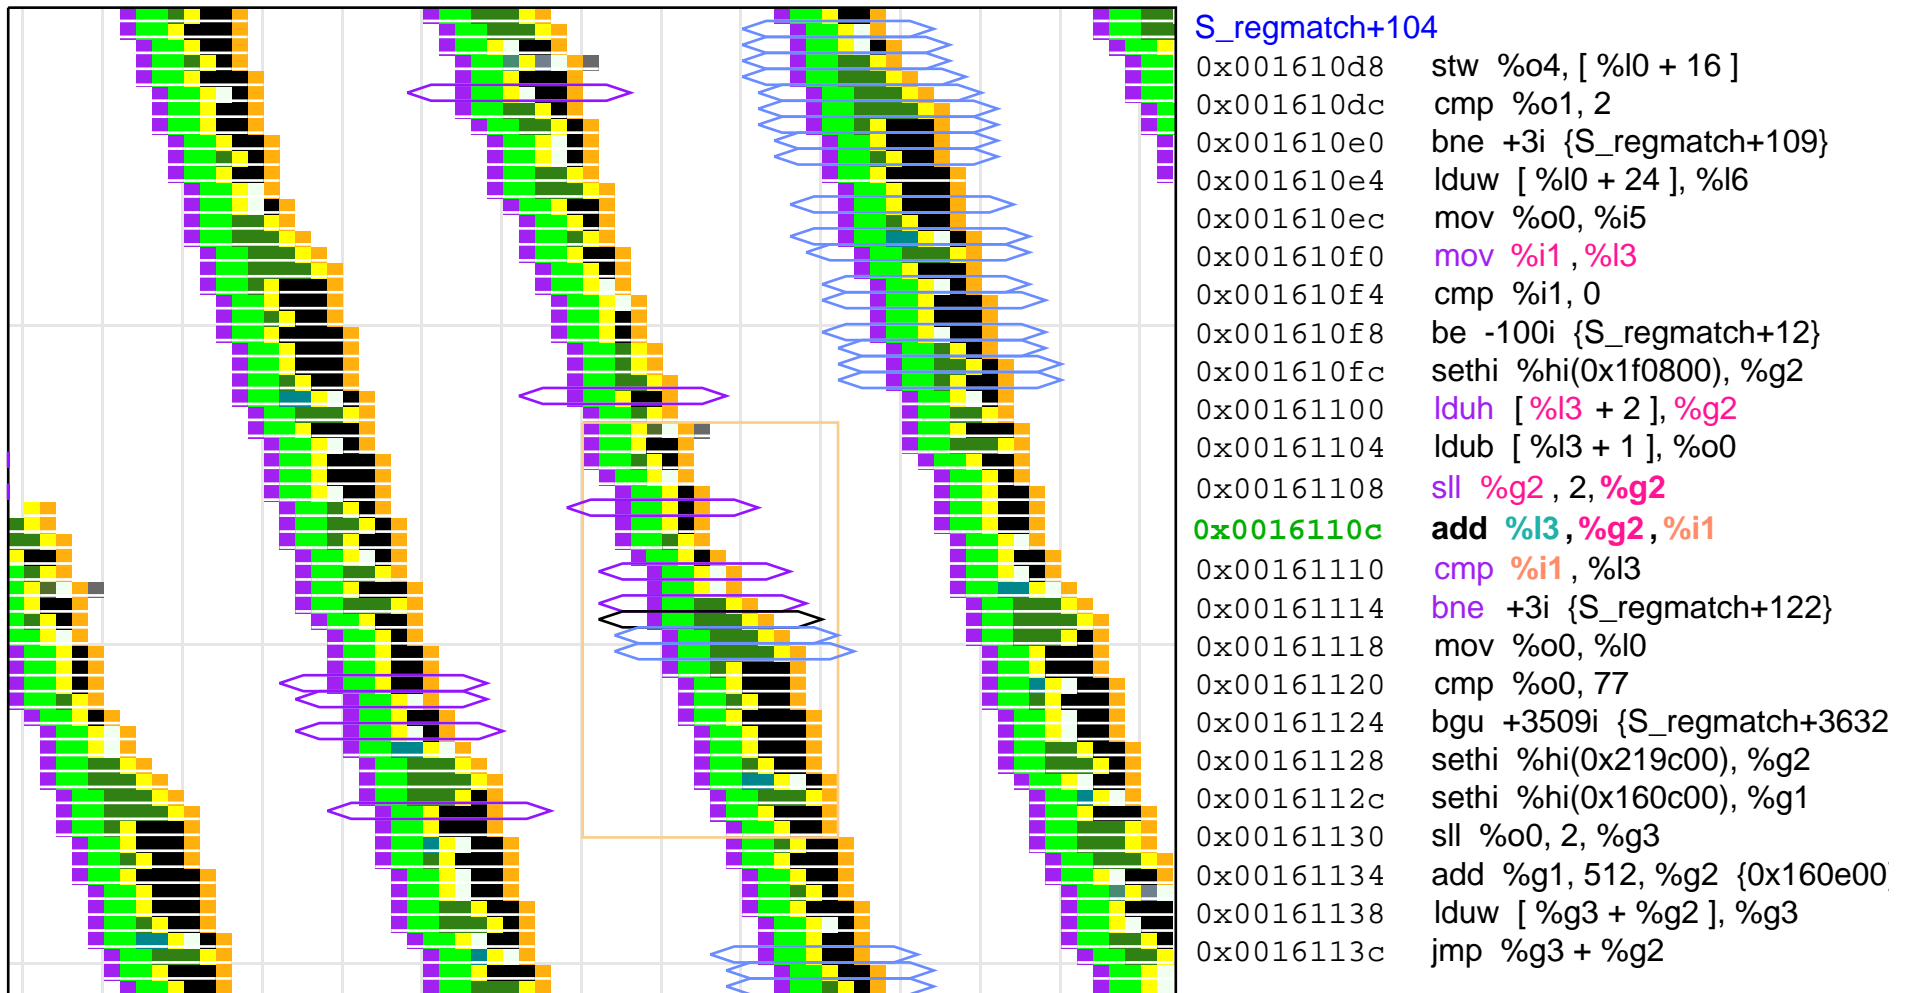 S_regmatch+104
0x001610d8 stw %o4, [ %l0 + 16 ]
0x001610dc cmp %o1, 2
0x001610e0 bne +3i {S_regmatch+109}
0x001610e4 lduw [ %l0 + 24 ], %l6
0x001610ec mov %o0, %i5
0x001610f0 mov %i1 , %l3
0x001610f4 cmp %i1, 0
0x001610f8 be -100i {S_regmatch+12}
0x001610fc sethi %hi(0x1f0800), %g2
0x00161100 lduh [ %l3 + 2 ], %g2
0x00161104 ldub [ %l3 + 1 ], %o0
0x00161108 sll %g2 , 2, %g2
0x0016110c add %l3 , %g2 , %i1
0x00161110 cmp %i1 , %l3
0x00161114 bne +3i {S_regmatch+122}
0x00161118 mov %o0, %l0
0x00161120 cmp %o0, 77
0x00161124 bgu +3509i {S_regmatch+3632
0x00161128 sethi %hi(0x219c00), %g2
0x0016112c sethi %hi(0x160c00), %g1
0x00161130 sll %o0, 2, %g3
0x00161134 add %g1, 512, %g2 {0x160e00}
0x00161138 lduw [ %g3 + %g2 ], %g3
0x0016113c jmp %g3 + %g2